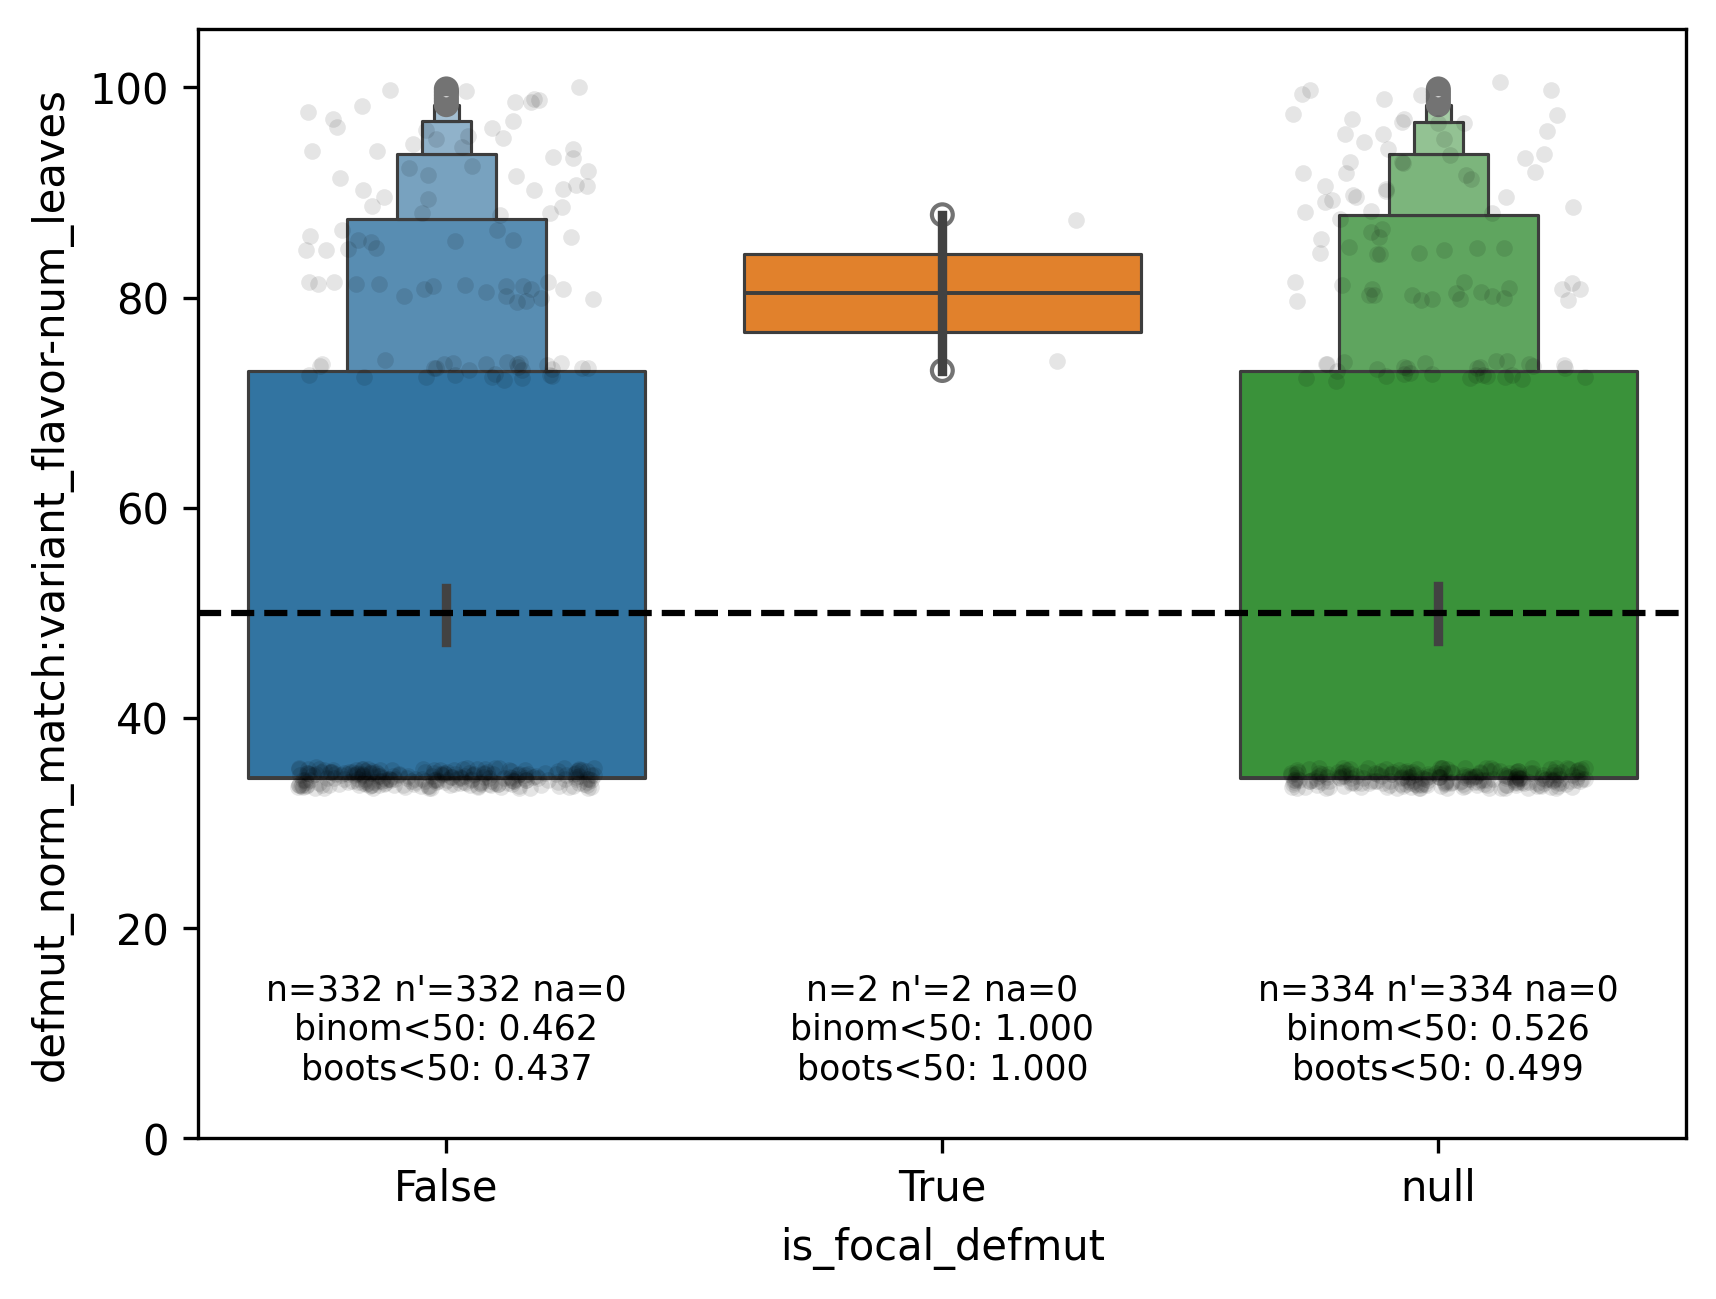 defmut_norm_match:variant_flavor-num_leaves
100
80
60
40
20
0
n=332 n'=332 na=0
binom<50: 0.462
boots<50: 0.437
n=2 n'=2 na=0
binom<50: 1.000
boots<50: 1.000
n=334 n'=334 na=0
binom<50: 0.526
boots<50: 0.499
False
True
null
is_focal_defmut